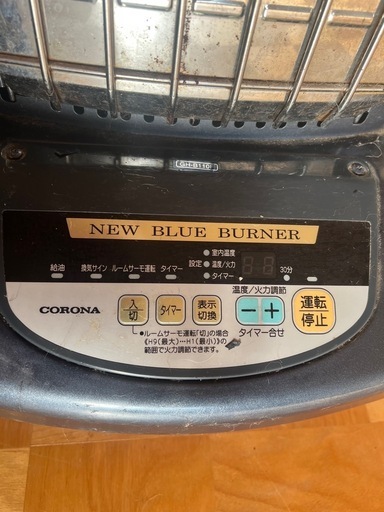 GH-B110
NEW BLUE BURNER
室内温度
設定 温度/火力
タイマー
給油 換気サイン ルームサーモ運転 タイマー
30分
温度/火力調節
CORONA
入
切
タイマー
表示
切換
－ ＋
運転
停止
タイマー合せ
●ルームサーモ運転「切」の場合
《H9(最大)…H1(最小)》の
範囲で火力調節できます。